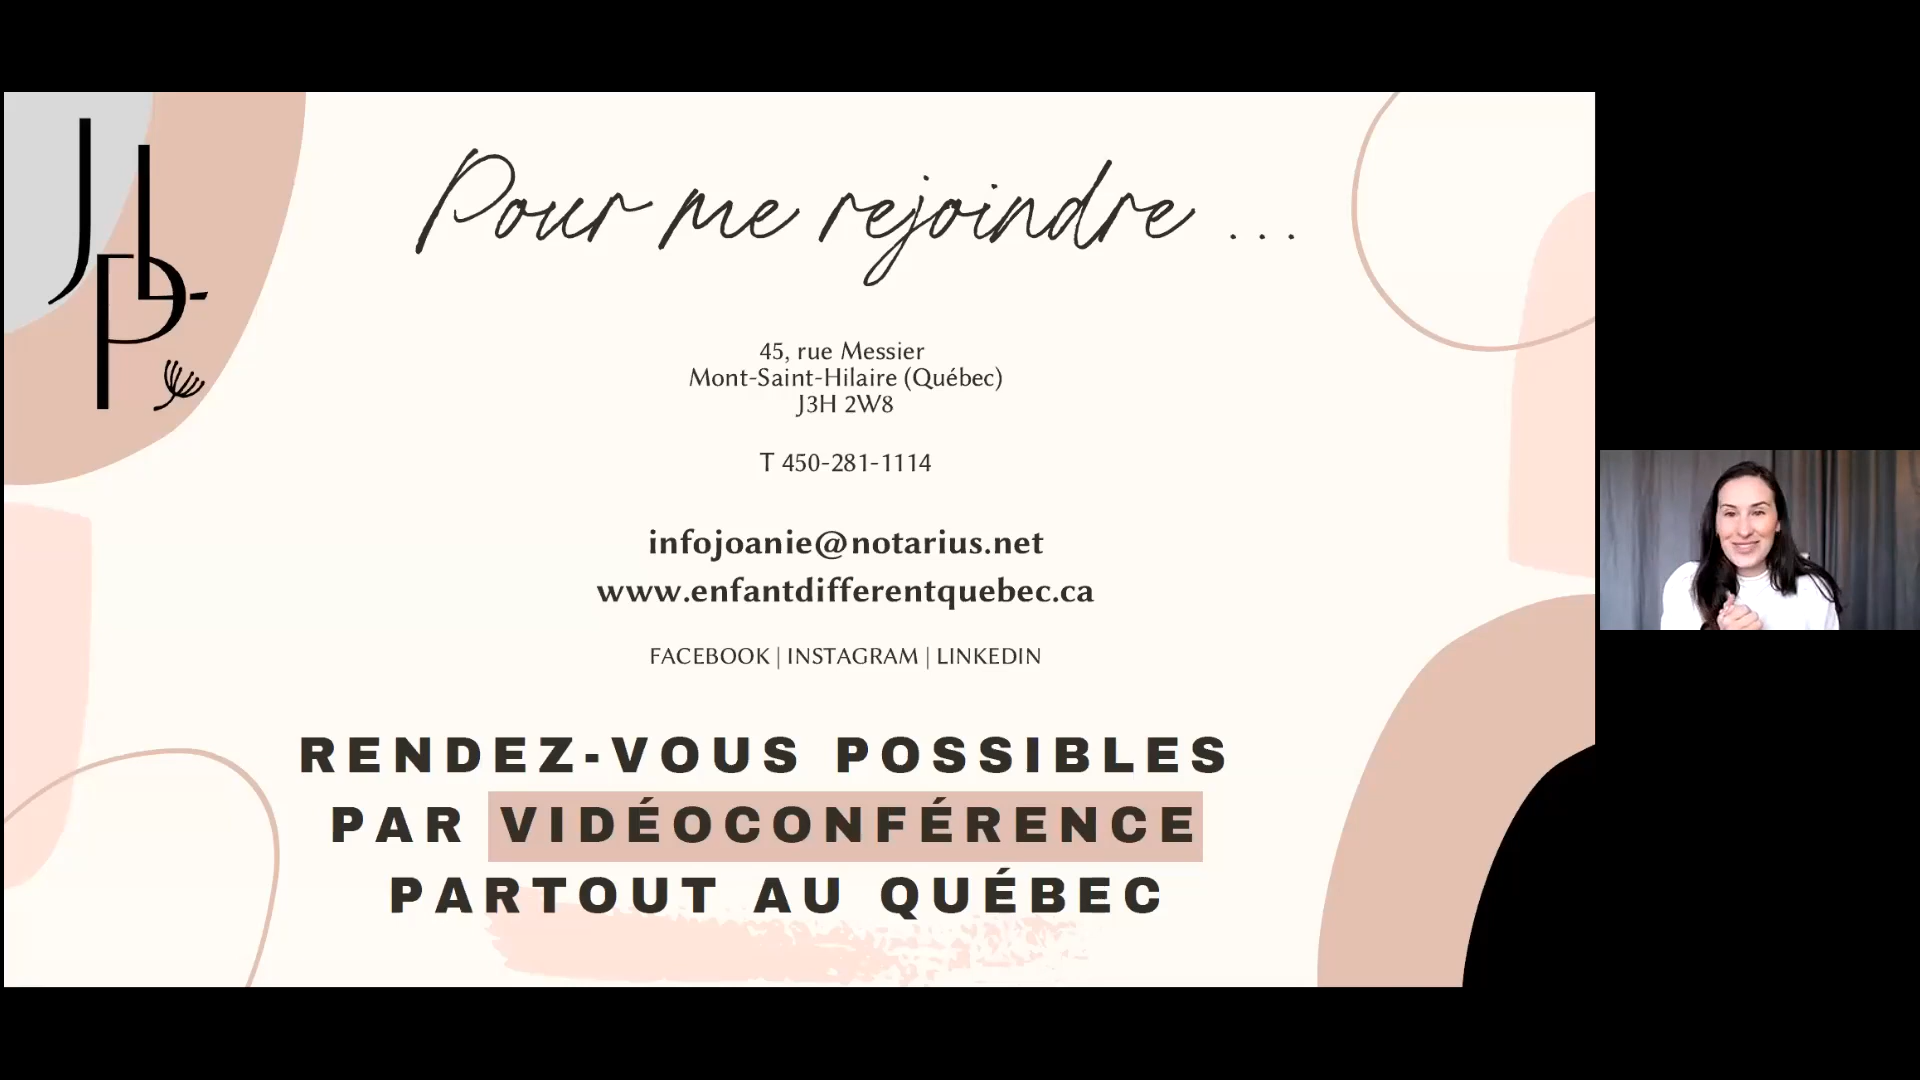 JLP-
Pour me rejoindre ...
45, rue Messier
Mont-Saint-Hilaire (Québec)
J3H 2W8
T 450-281-1114
infojoanie@notarius.net
www.enfantdifferentquebec.ca
FACEBOOK | INSTAGRAM | LINKEDIN
RENDEZ-VOUS POSSIBLES
PAR VIDÉOCONFÉRENCE
PARTOUT AU QUÉBEC